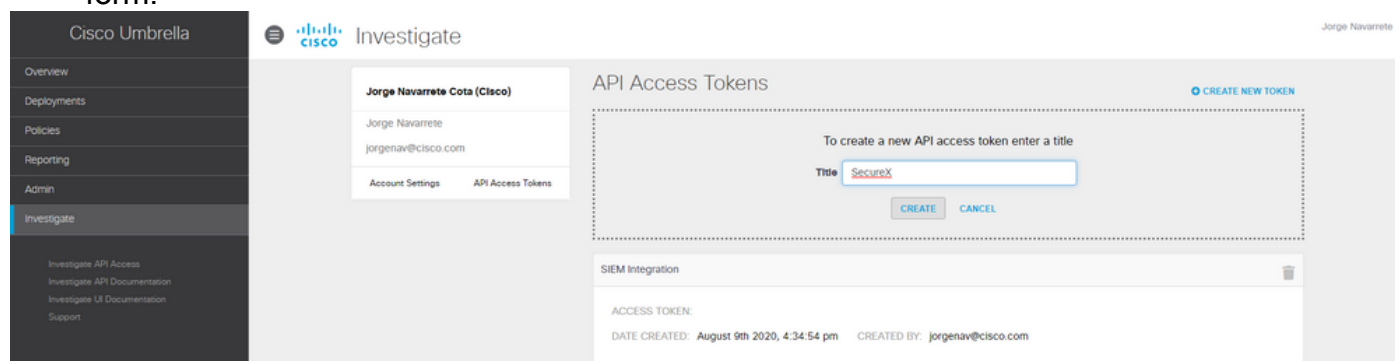 form.
Cisco Umbrella
Overview
Deployments
Policies
Reporting
Admin
Investigate
Investigate API Access
Investigate API Documentation
Investigate UI Documentation
Support
CISCO
Investigate
Jorge Navarrete
Jorge Navarrete Cota (Cisco)
Jorge Navarrete
jorgenav@cisco.com
Account Settings API Access Tokens
API Access Tokens
CREATE NEW TOKEN
To create a new API access token enter a title
Title SecureX
CREATE CANCEL
SIEM Integration
ACCESS TOKEN:
DATE CREATED: August 9th 2020, 4:34:54 pm CREATED BY: jorgenav@cisco.com